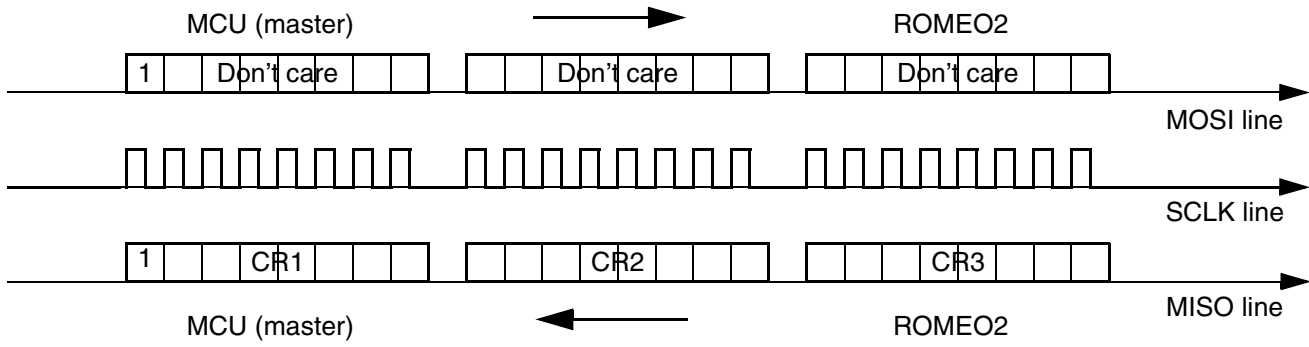 MCU (master) ROMEO2
1 Don't care Don't care Don't care
MOSI line
SCLK line
1 CR1 CR2 CR3
MISO line
MCU (master) ROMEO2